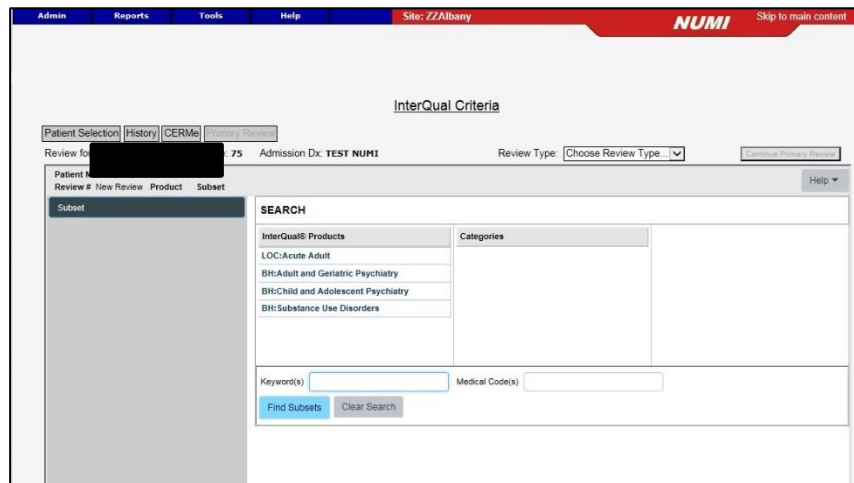 Admin Reports Tools Help Site: ZZAlbany NUMI Skip to main content
InterQual Criteria
Patient Selection History CERMe Primary Review
Review for : 75 Admission Dx: TEST NUMI Review Type: Choose Review Type... Continue Primary Review
Patient
Review # New Review Product Subset Help
Subset SEARCH
InterQual® Products Categories
LOC:Acute Adult
BH:Adult and Geriatric Psychiatry
BH:Child and Adolescent Psychiatry
BH:Substance Use Disorders
Keyword(s) Medical Code(s)
Find Subsets Clear Search